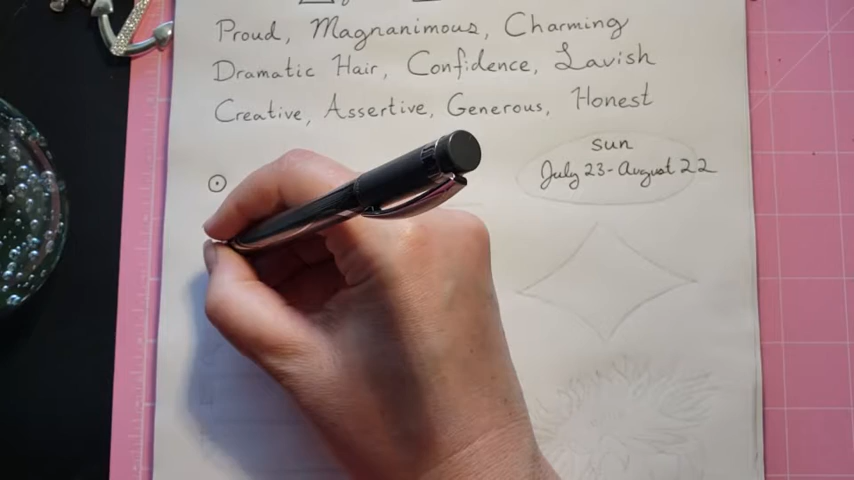 Proud, Magnanimous, Charming
Dramatic Hair, Confidence, Lavish
Creative, Assertive, Generous, Honest
Sun
July 23-August 22